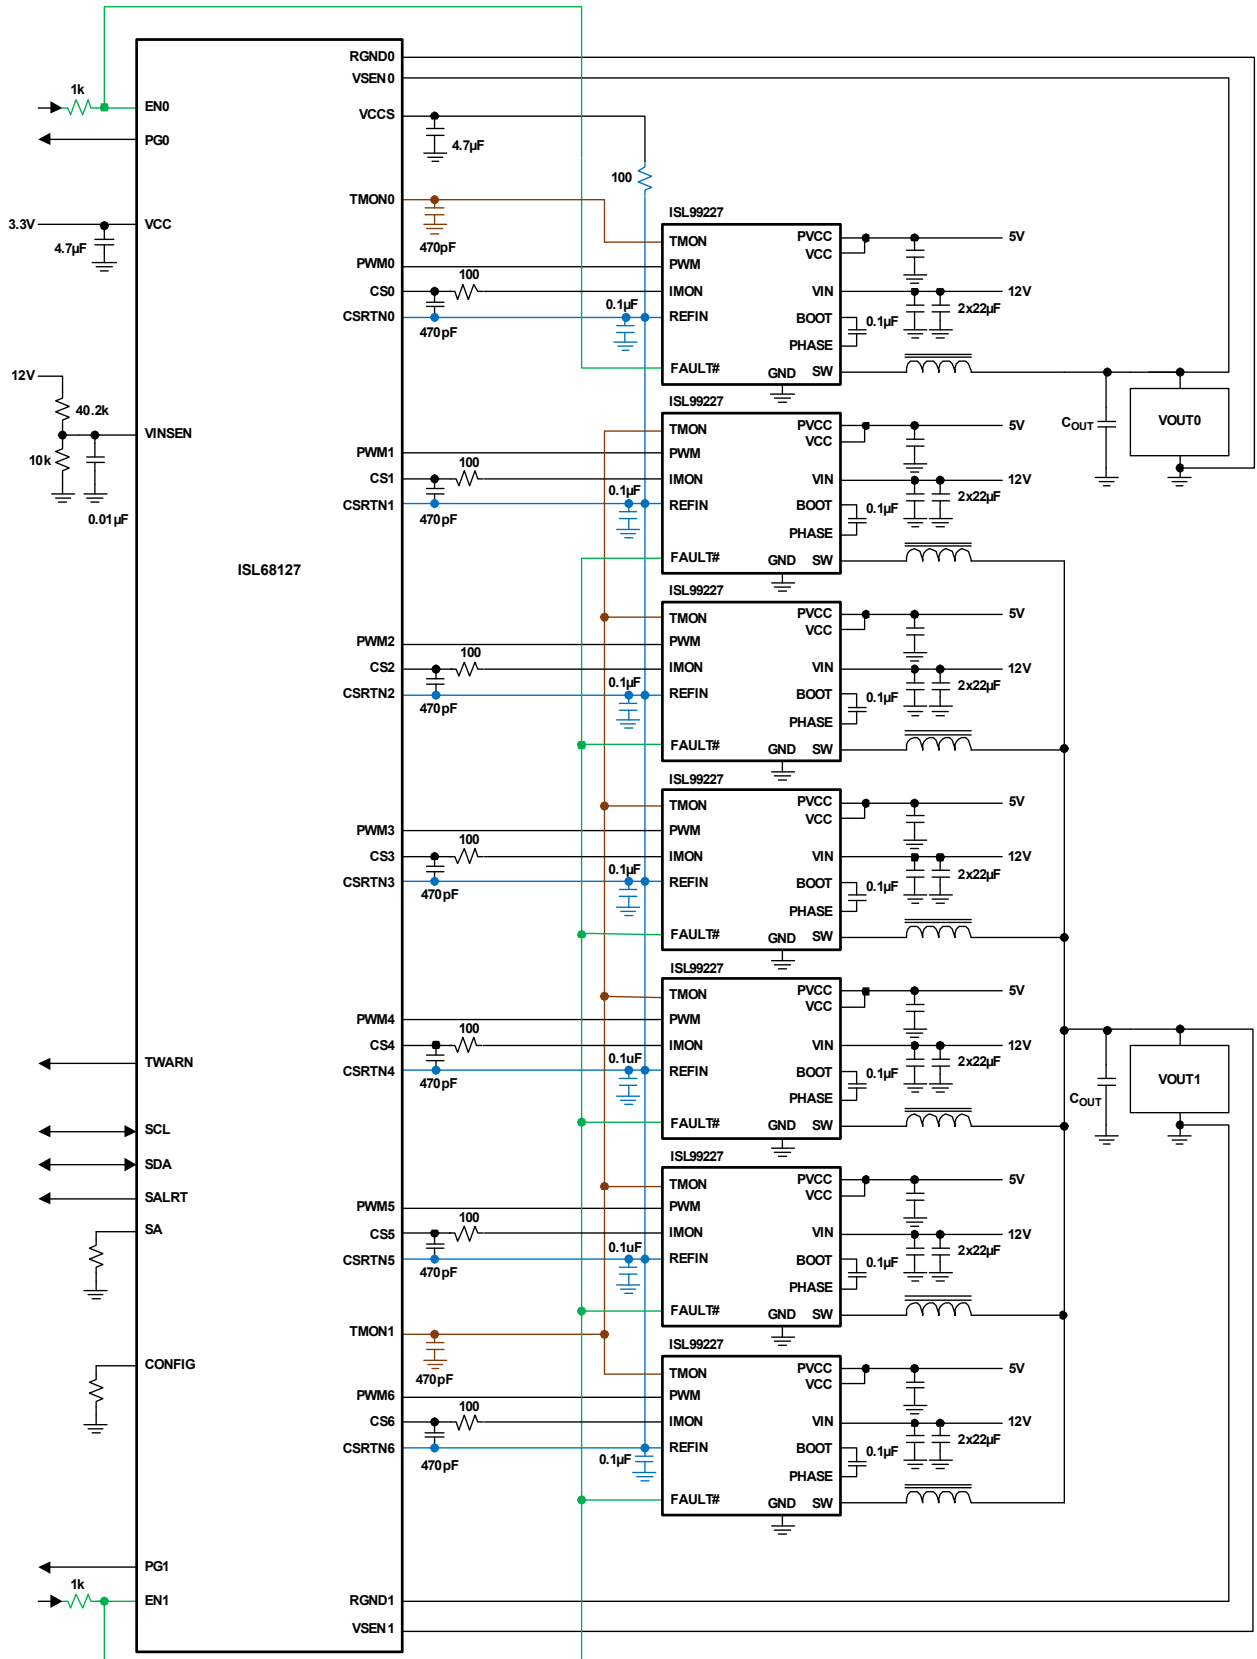 RGND0
VSEN0
1k
EN0
VCCS
PG0
4.7µF
100
TMON0
ISL99227
3.3V
VCC
470pF
TMON
PVCC
5V
VCC
4.7µF
PWM0
PWM
100
CS0
IMON
VIN
12V
0.1µF
2x22µF
CSRTN0
REFIN
BOOT
0.1µF
470pF
PHASE
FAULT#
GND
SW
12V
40.2k
VINSEN
10k
0.01µF
COUT
VOUT0
ISL99227
TMON
PVCC
5V
VCC
PWM1
PWM
100
CS1
IMON
VIN
12V
0.1µF
2x22µF
CSRTN1
REFIN
BOOT
0.1µF
470pF
PHASE
FAULT#
GND
SW
ISL68127
ISL99227
TMON
PVCC
5V
VCC
PWM2
PWM
100
CS2
IMON
VIN
12V
0.1µF
2x22µF
CSRTN2
REFIN
BOOT
0.1µF
470pF
PHASE
FAULT#
GND
SW
ISL99227
TMON
PVCC
5V
VCC
PWM3
PWM
100
CS3
IMON
VIN
12V
0.1µF
2x22µF
CSRTN3
REFIN
BOOT
0.1µF
470pF
PHASE
FAULT#
GND
SW
ISL99227
TMON
PVCC
5V
VCC
PWM4
PWM
100
CS4
IMON
VIN
12V
0.1uF
2x22µF
CSRTN4
REFIN
BOOT
0.1µF
470pF
PHASE
FAULT#
GND
SW
COUT
VOUT1
TWARN
SCL
SDA
SALRT
SA
ISL99227
TMON
PVCC
5V
VCC
PWM5
PWM
100
CS5
IMON
VIN
12V
0.1uF
2x22µF
CSRTN5
REFIN
BOOT
0.1µF
470pF
PHASE
FAULT#
GND
SW
TMON1
470pF
CONFIG
ISL99227
TMON
PVCC
5V
VCC
PWM6
PWM
100
CS6
IMON
VIN
12V
0.1µF
2x22µF
CSRTN6
REFIN
BOOT
0.1µF
470pF
PHASE
FAULT#
GND
SW
PG1
1k
EN1
RGND1
VSEN1